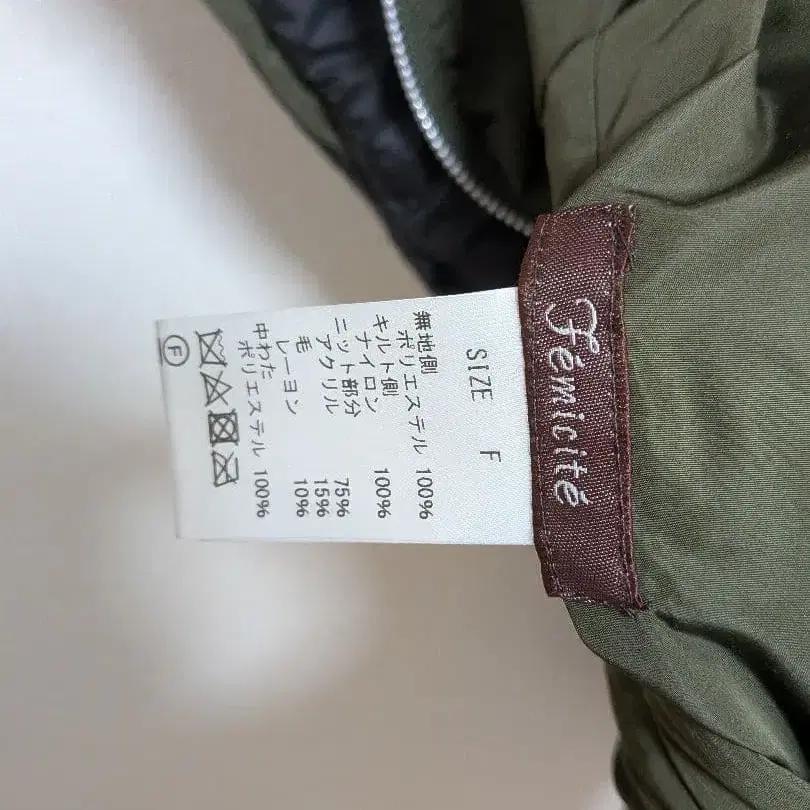 Fémicité
SIZE F
無地側
ポリエステル 100%
キルト側
ナイロン 100%
ニット部分
アクリル 75%
毛 15%
レーヨン 10%
中わた
ポリエステル 100%
F